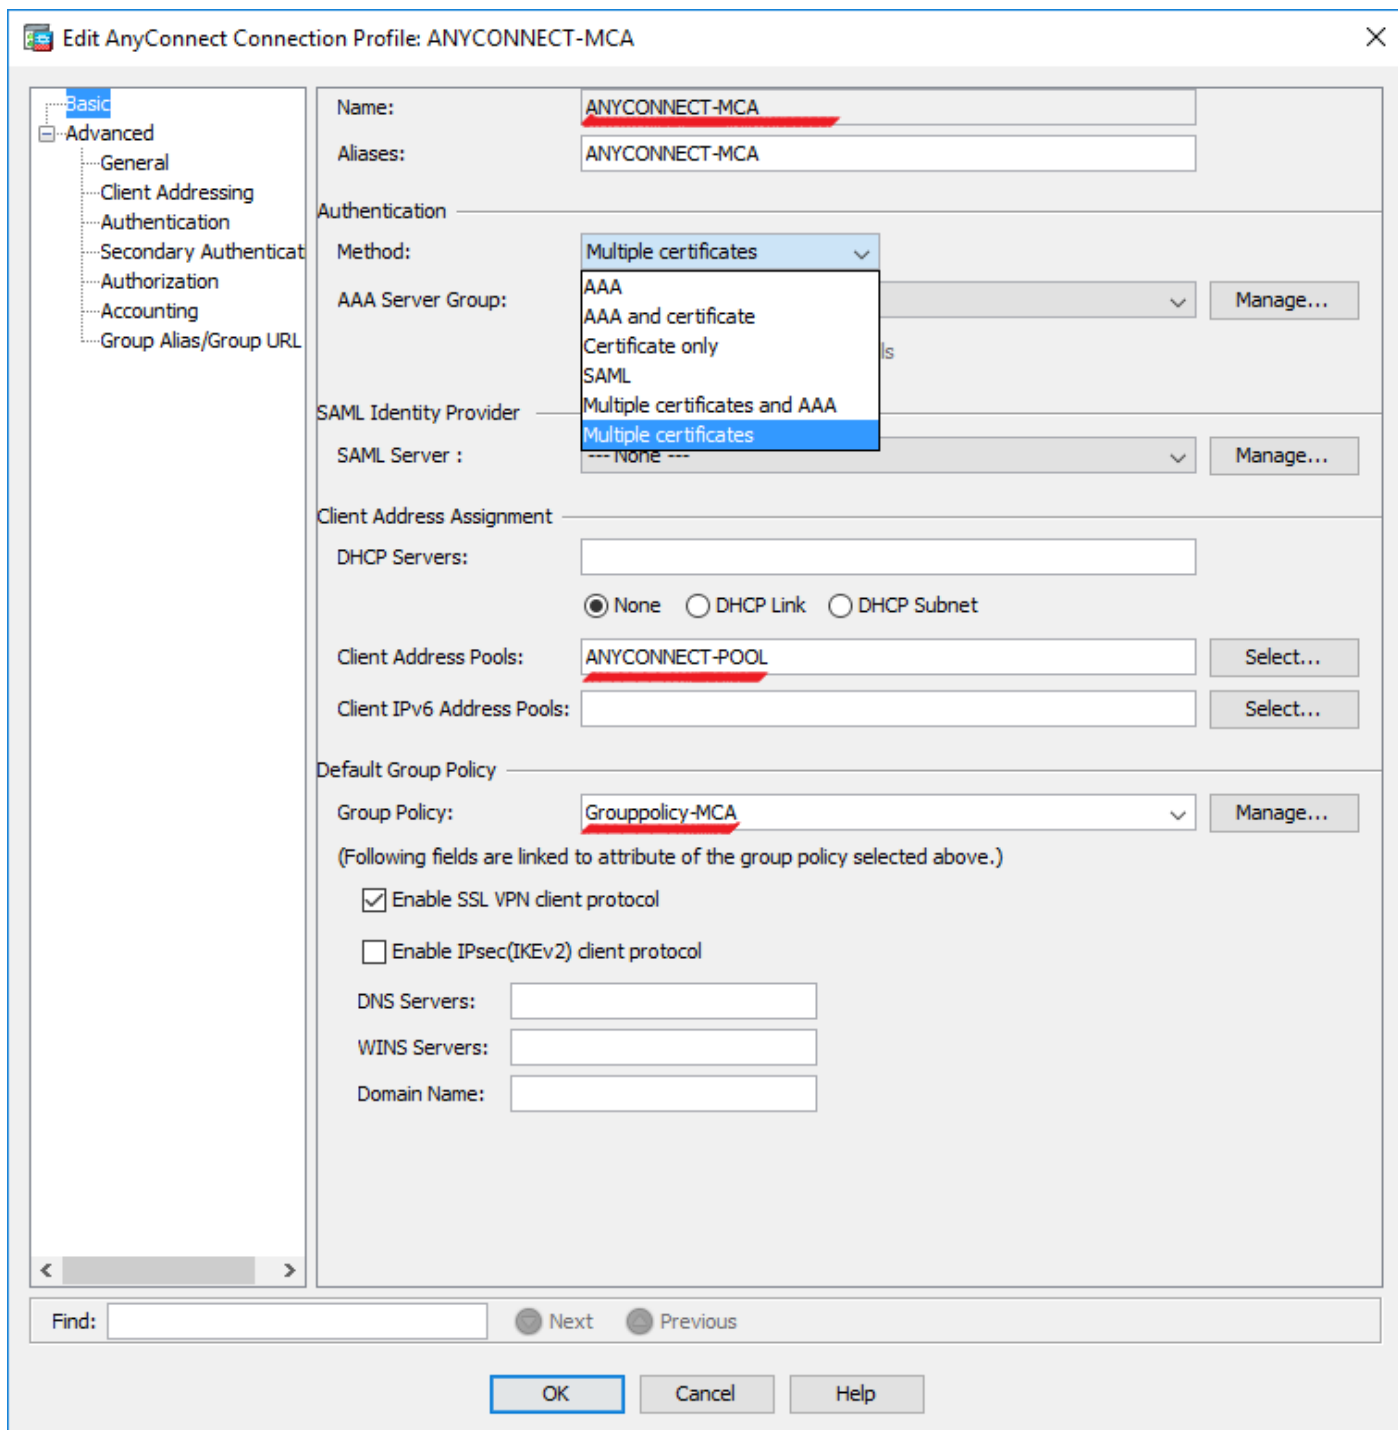 Edit AnyConnect Connection Profile: ANYCONNECT-MCA
Basic
Advanced
General
Client Addressing
Authentication
Secondary Authenticat
Authorization
Accounting
Group Alias/Group URL
Name: ANYCONNECT-MCA
Aliases: ANYCONNECT-MCA
Authentication
Method: Multiple certificates
AAA
AAA Server Group: Manage...
AAA and certificate
Certificate only
ls
SAML
Multiple certificates and AAA
SAML Identity Provider
Multiple certificates
SAML Server : --- None --- Manage...
Client Address Assignment
DHCP Servers:
None DHCP Link DHCP Subnet
Client Address Pools: ANYCONNECT-POOL Select...
Client IPv6 Address Pools: Select...
Default Group Policy
Group Policy: Grouppolicy-MCA Manage...
(Following fields are linked to attribute of the group policy selected above.)
Enable SSL VPN client protocol
Enable IPsec(IKEv2) client protocol
DNS Servers:
WINS Servers:
Domain Name:
Find: Next Previous
OK Cancel Help